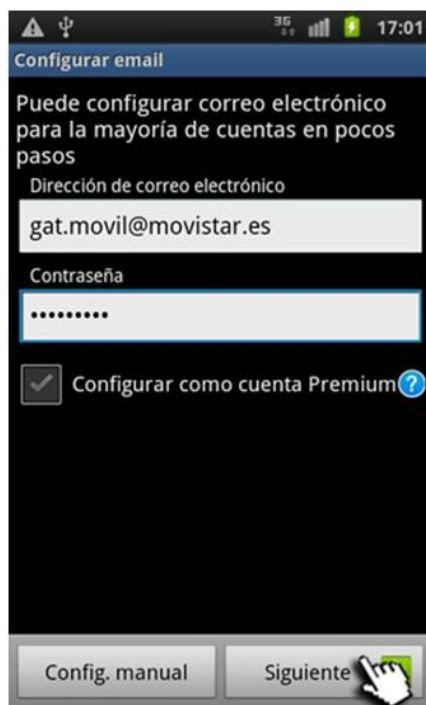 3G 17:01
Configurar email
Puede configurar correo electrónico
para la mayoría de cuentas en pocos
pasos
Dirección de correo electrónico
gat.movil@movistar.es
Contraseña
•••••••••
Configurar como cuenta Premium ?
Config. manual Siguiente